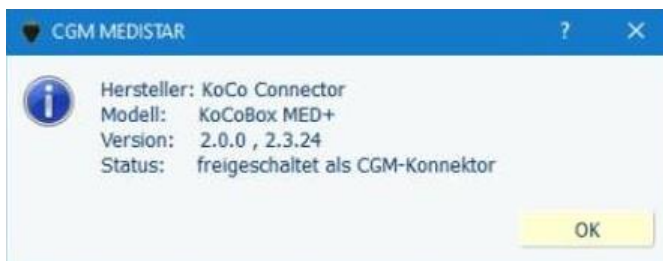 CGM MEDISTAR ? ×
Hersteller: KoCo Connector
Modell: KoCoBox MED+
Version: 2.0.0 , 2.3.24
Status: freigeschaltet als CGM-Konnektor
OK